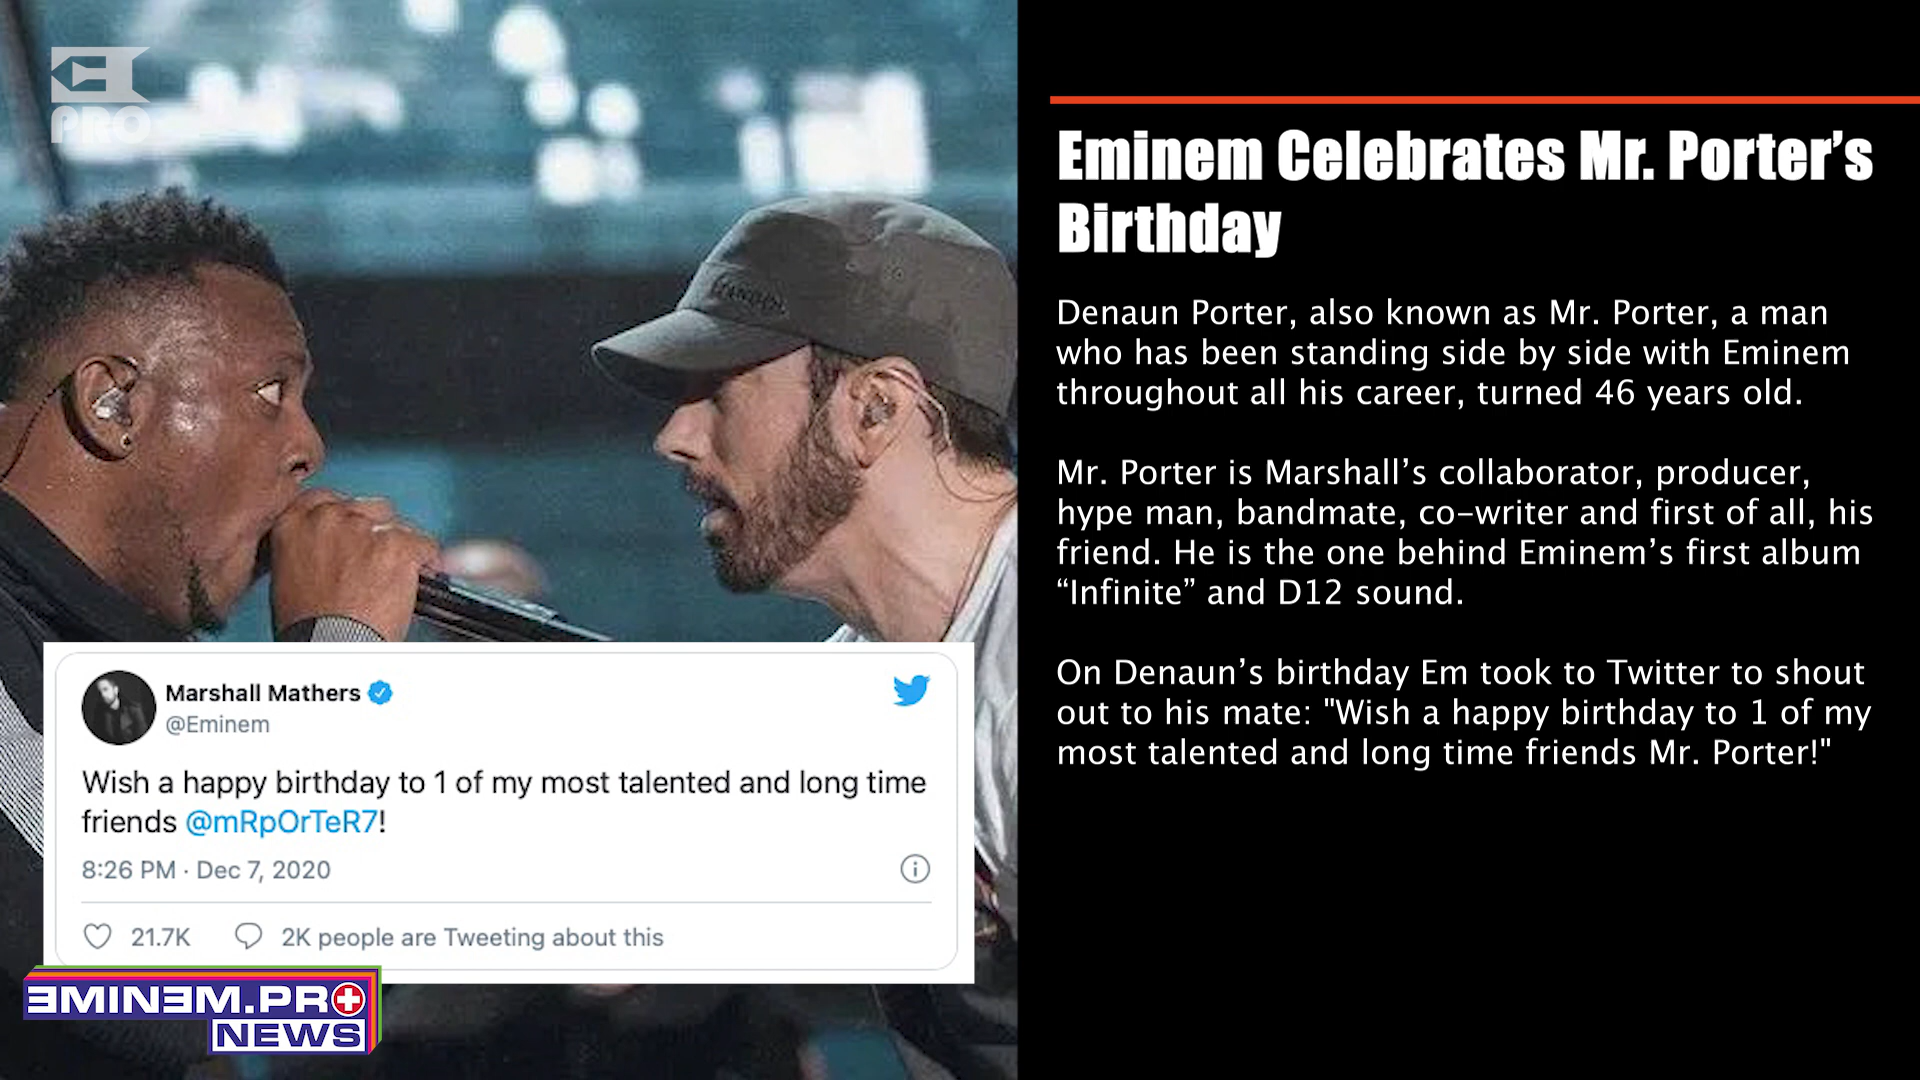 PRO
Eminem Celebrates Mr. Porter’s
Birthday
Denaun Porter, also known as Mr. Porter, a man
who has been standing side by side with Eminem
throughout all his career, turned 46 years old.
Mr. Porter is Marshall’s collaborator, producer,
hype man, bandmate, co-writer and first of all, his
friend. He is the one behind Eminem’s first album
“Infinite” and D12 sound.
On Denaun’s birthday Em took to Twitter to shout
out to his mate: "Wish a happy birthday to 1 of my
most talented and long time friends Mr. Porter!"
Marshall Mathers
@Eminem
Wish a happy birthday to 1 of my most talented and long time
friends @mRpOrTeR7!
8:26 PM · Dec 7, 2020
21.7K 2K people are Tweeting about this
ƎMINƎM.PRO
NEWS